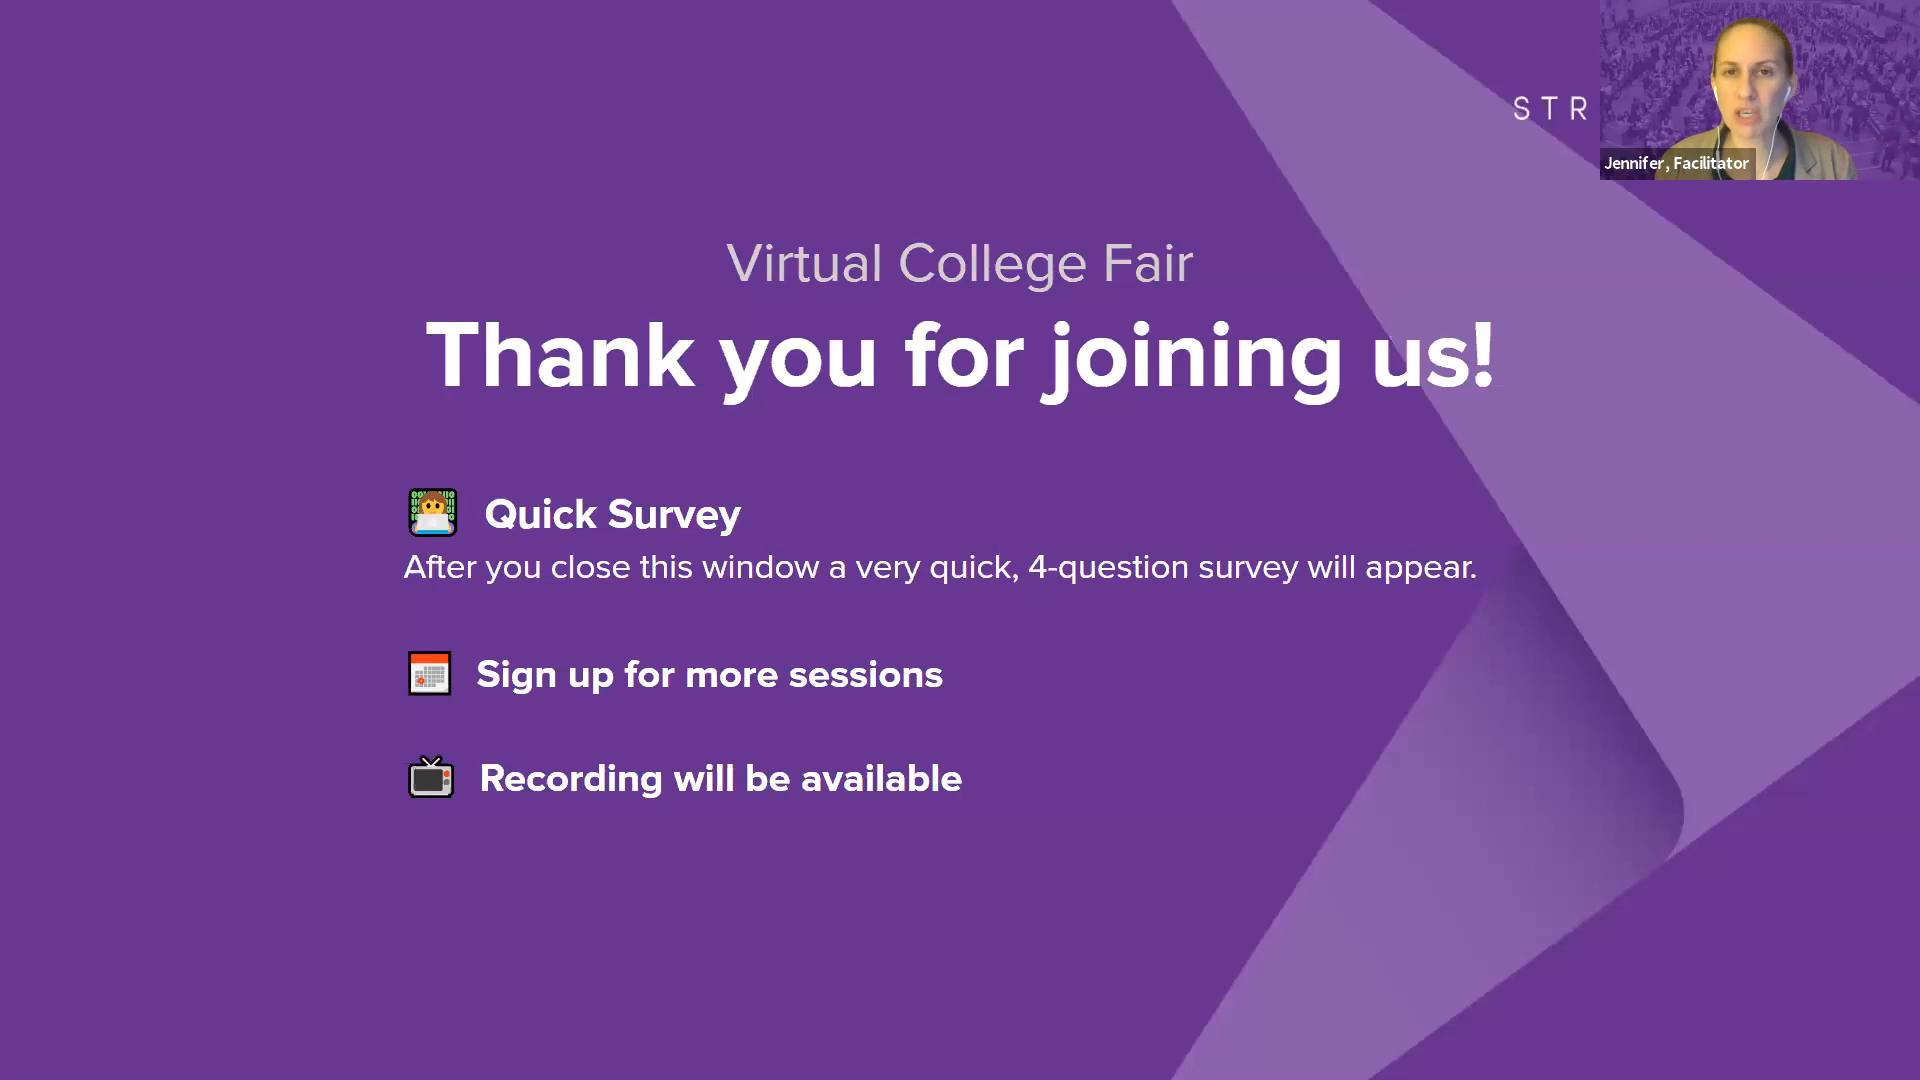 STR
Jennifer, Facilitator
Virtual College Fair
Thank you for joining us!
Quick Survey
After you close this window a very quick, 4-question survey will appear.
Sign up for more sessions
Recording will be available